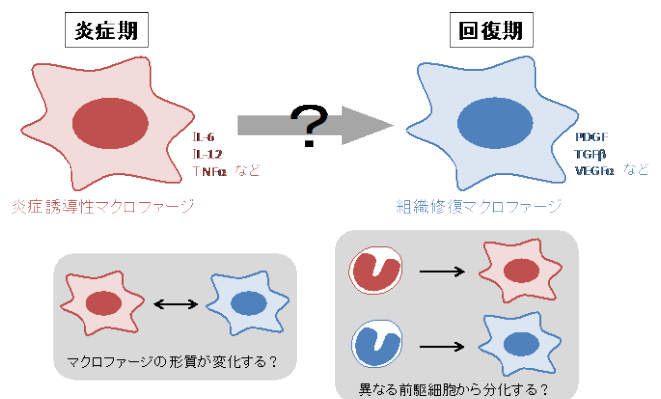 炎症期
回復期
?
IL-6
IL-12
TNFα など
PDGF
TGFβ
VEGFα など
炎症誘導性マクロファージ
組織修復マクロファージ
マクロファージの形質が変化する?
異なる前駆細胞から分化する?